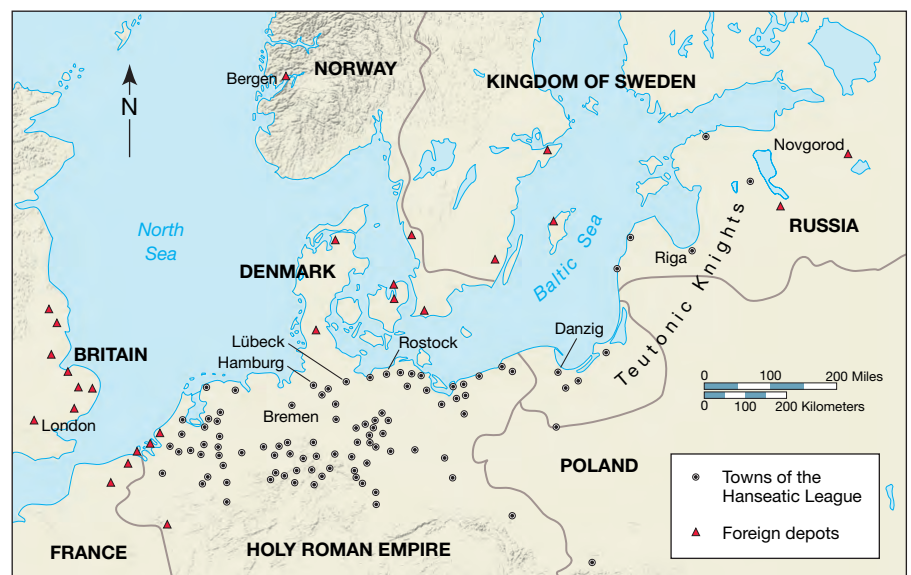 NORWAY
Bergen
KINGDOM OF SWEDEN
N
Novgorod
North
Sea
RUSSIA
Baltic Sea
Riga
DENMARK
Teutonic Knights
Lübeck
Rostock
Danzig
BRITAIN
Hamburg
0 100 200 Miles
0 100 200 Kilometers
Bremen
London
POLAND
Towns of the
Hanseatic League
Foreign depots
FRANCE
HOLY ROMAN EMPIRE